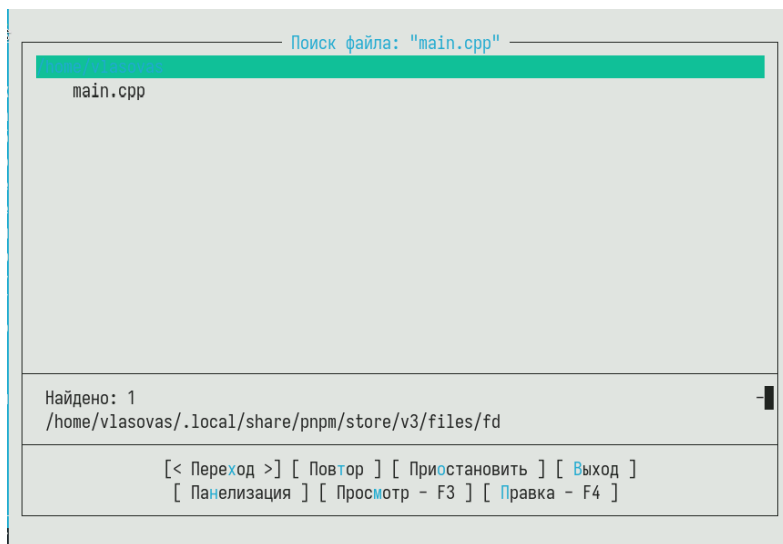 Поиск файла: "main.cpp"
main.cpp
Найдено: 1
/home/vlasovas/.local/share/pnpm/store/v3/files/fd
[< Переход >] [ Повтор ] [ Приостановить ] [ Выход ]
[ Панелизация ] [ Просмотр - F3 ] [ Правка - F4 ]